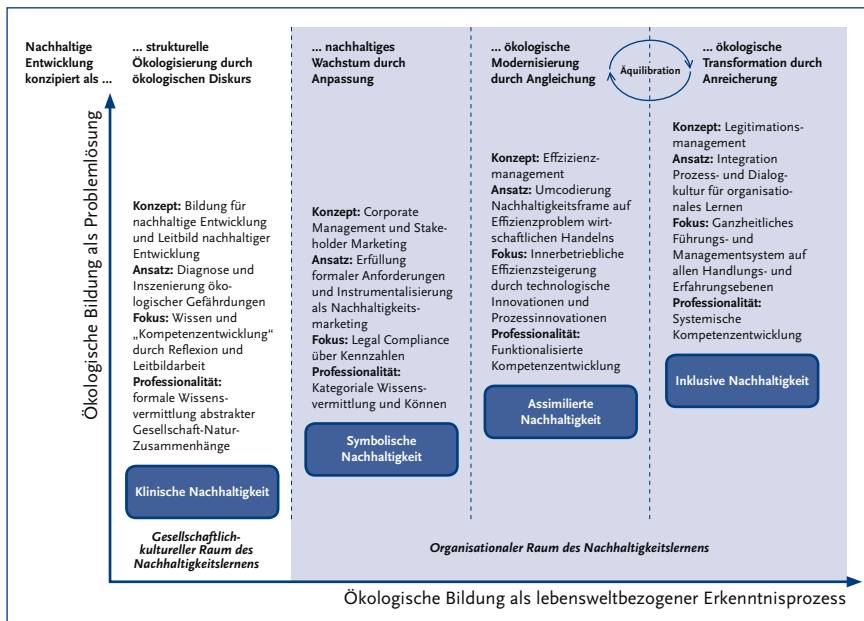 Nachhaltige
Entwicklung
konzipiert als ...
... strukturelle
Ökologisierung durch
ökologischen Diskurs
... nachhaltiges
Wachstum durch
Anpassung
... ökologische
Modernisierung
durch Angleichung
Äquilibration
... ökologische
Transformation durch
Anreicherung
Ökologische Bildung als Problemlösung
Konzept: Bildung für
nachhaltige Entwicklung
und Leitbild nachhaltiger
Entwicklung
Ansatz: Diagnose und
Inszenierung öko-
logischer Gefährdungen
Fokus: Wissen und
„Kompetenzentwicklung“
durch Reflexion und
Leitbildarbeit
Professionalität:
formale Wissens-
vermittlung abstrakter
Gesellschaft-Natur-
Zusammenhänge
Klinische Nachhaltigkeit
Konzept: Corporate
Management und Stake-
holder Marketing
Ansatz: Erfüllung
formaler Anforderungen
und Instrumentalisierung
als Nachhaltigkeits-
marketing
Fokus: Legal Compliance
über Kennzahlen
Professionalität:
Kategoriale Wissens-
vermittlung und Können
Symbolische
Nachhaltigkeit
Konzept: Effzizienz-
management
Ansatz: Umcodierung
Nachhaltigkeitsframe auf
Effizienzproblem wirt-
schaftlichen Handelns
Fokus: Innerbetriebliche
Effizienzsteigerung
durch technologische
Innovationen und
Prozessinnovationen
Professionalität:
Funktionalisierte
Kompetenzentwicklung
Assimilierte
Nachhaltigkeit
Konzept: Legitimations-
management
Ansatz: Integration
Prozess- und Dialog-
kultur für organisatio-
nales Lernen
Fokus: Ganzheitliches
Führungs- und
Managementsystem auf
allen Handlungs- und
Erfahrungsebenen
Professionalität:
Systemische
Kompetenzentwicklung
Inklusive Nachhaltigkeit
Gesellschaftlich-
kultureller Raum des
Nachhaltigkeitslernens
Organisationaler Raum des Nachhaltigkeitslernens
Ökologische Bildung als lebensweltbezogener Erkenntnisprozess